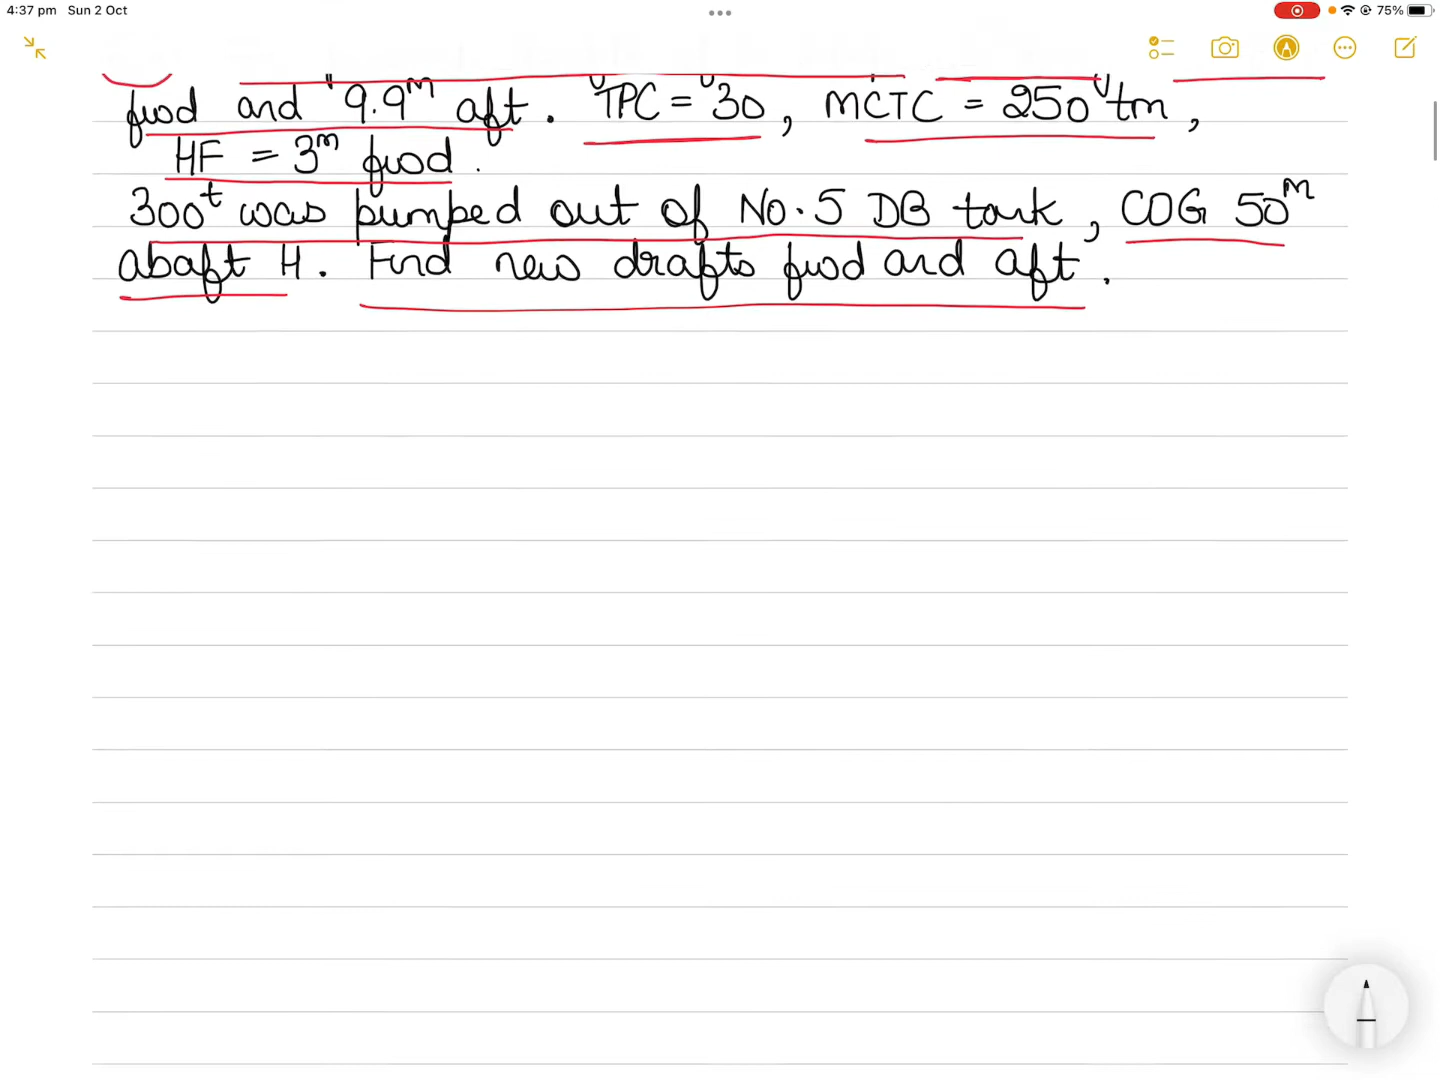 4:37 pm Sun 2 Oct
75%
fwd and 9.9m aft. TPC = 30, MCTC = 250 tm,
HF = 3m fwd.
300t was pumped out of No.5 DB tank, COG 50m
abaft H. Find new drafts fwd and aft.